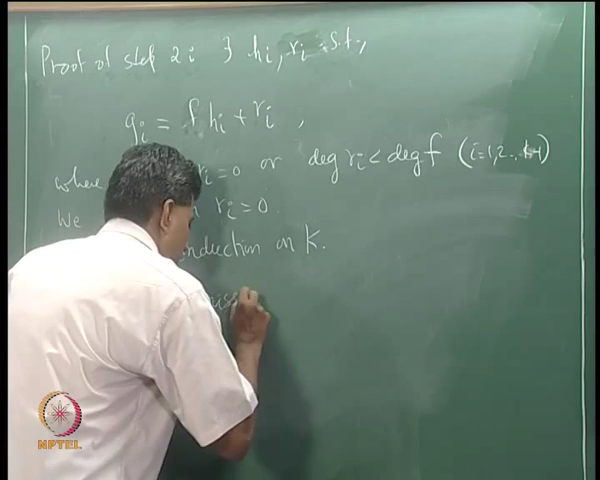 Proof of step 2 i ∃ hi, ri s.t.,
gi = f hi + ri ,
where ri = 0 or deg ri < deg f (i=1,2..,k-1)
We ri = 0.
induction on k.
NPTEL